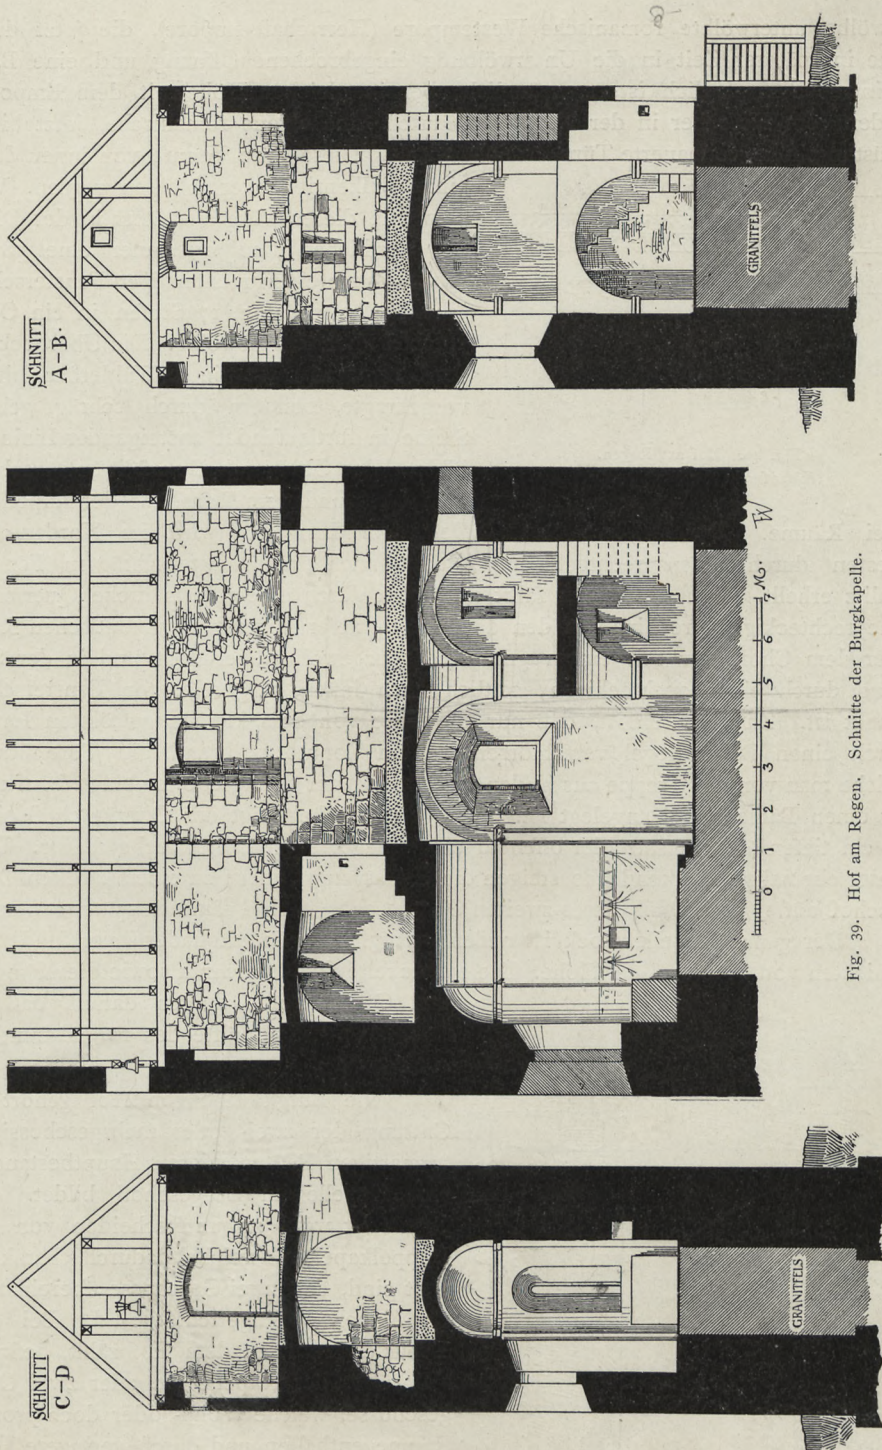 SCHNITT
A-B.
GRANITFELS
0 1 2 3 4 5 6 7 M.
Fig. 39. Hof am Regen. Schnitte der Burgkapelle.
SCHNITT
C-D
GRANITFELS